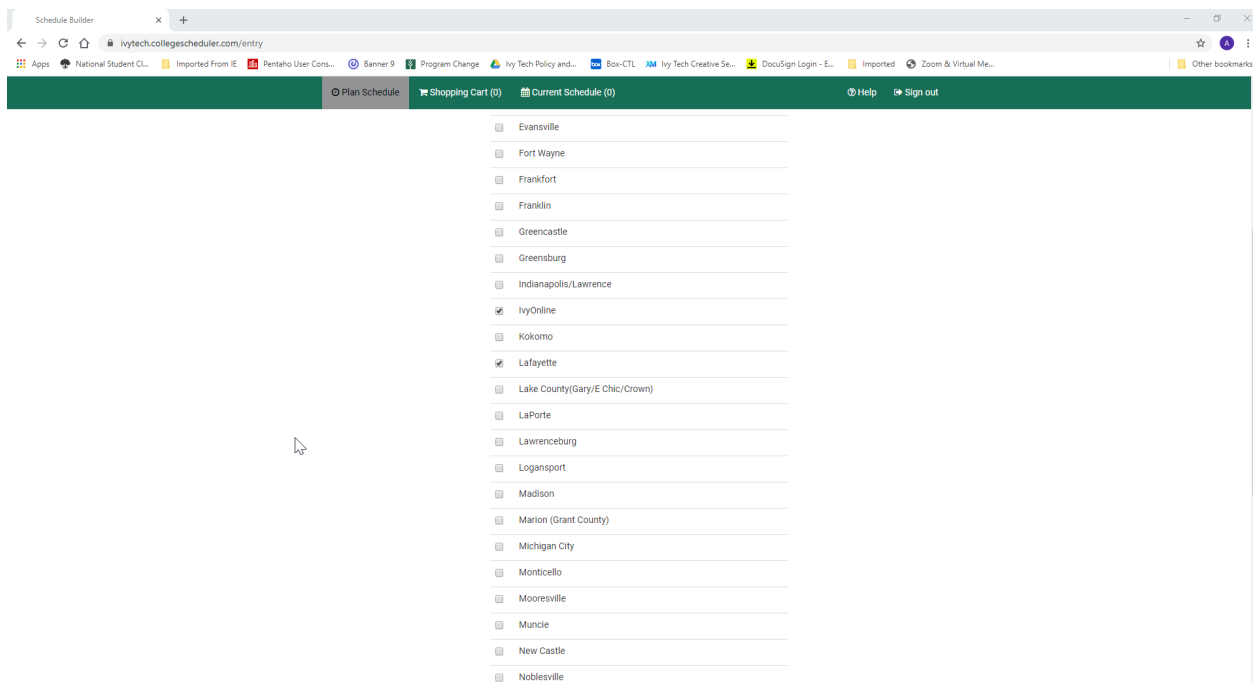 Schedule Builder
ivytech.collegescheduler.com/entry
Apps National Student Cl... Imported From IE Pentaho User Cons... Banner 9 Program Change Ivy Tech Policy and... Box-CTL Ivy Tech Creative Se... DocuSign Login - E... Imported Zoom & Virtual Me... Other bookmarks
Plan Schedule Shopping Cart (0) Current Schedule (0) Help Sign out
Evansville
Fort Wayne
Frankfort
Franklin
Greencastle
Greensburg
Indianapolis/Lawrence
IvyOnline
Kokomo
Lafayette
Lake County(Gary/E Chic/Crown)
LaPorte
Lawrenceburg
Logansport
Madison
Marion (Grant County)
Michigan City
Monticello
Mooresville
Muncie
New Castle
Noblesville